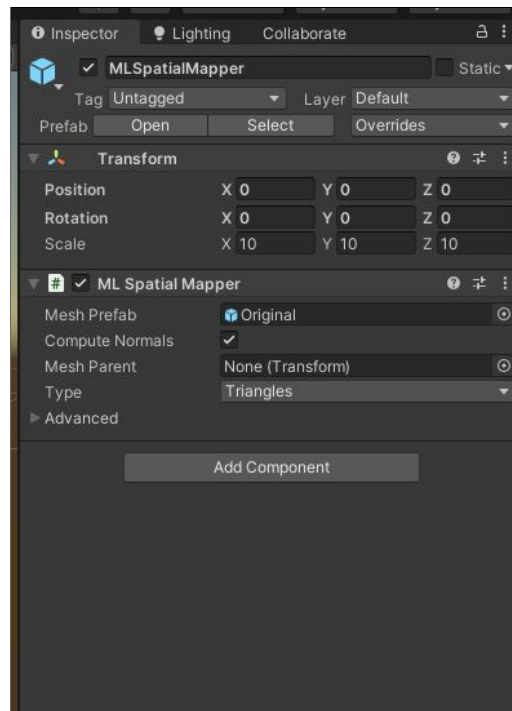 Inspector Lighting Collaborate
MLSpatialMapper Static
Tag Untagged Layer Default
Prefab Open Select Overrides
Transform
Position X 0 Y 0 Z 0
Rotation X 0 Y 0 Z 0
Scale X 10 Y 10 Z 10
# ML Spatial Mapper
Mesh Prefab Original
Compute Normals
Mesh Parent None (Transform)
Type Triangles
Advanced
Add Component